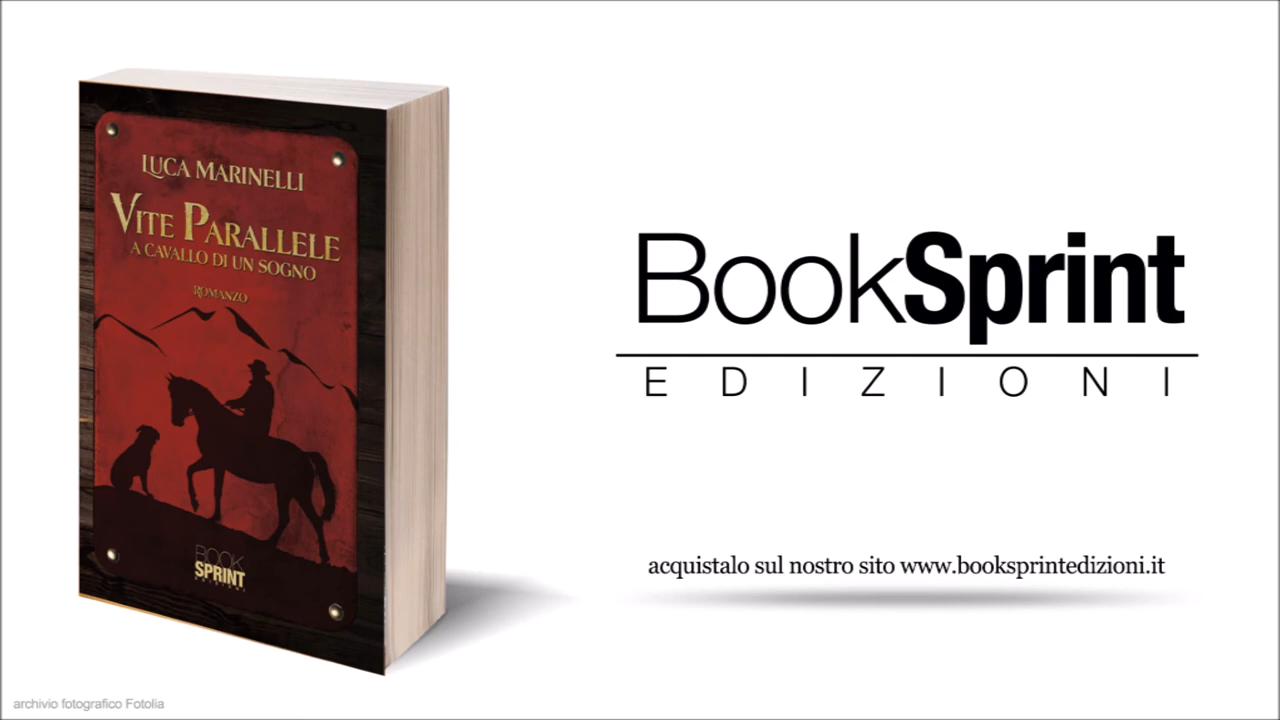 LUCA MARINELLI
VITE PARALLELE
A CAVALLO DI UN SOGNO
ROMANZO
BOOK
SPRINT
EDIZIONI
BookSprint
EDIZIONI
acquistalo sul nostro sito www.booksprintedizioni.it
archivio fotografico Fotolia